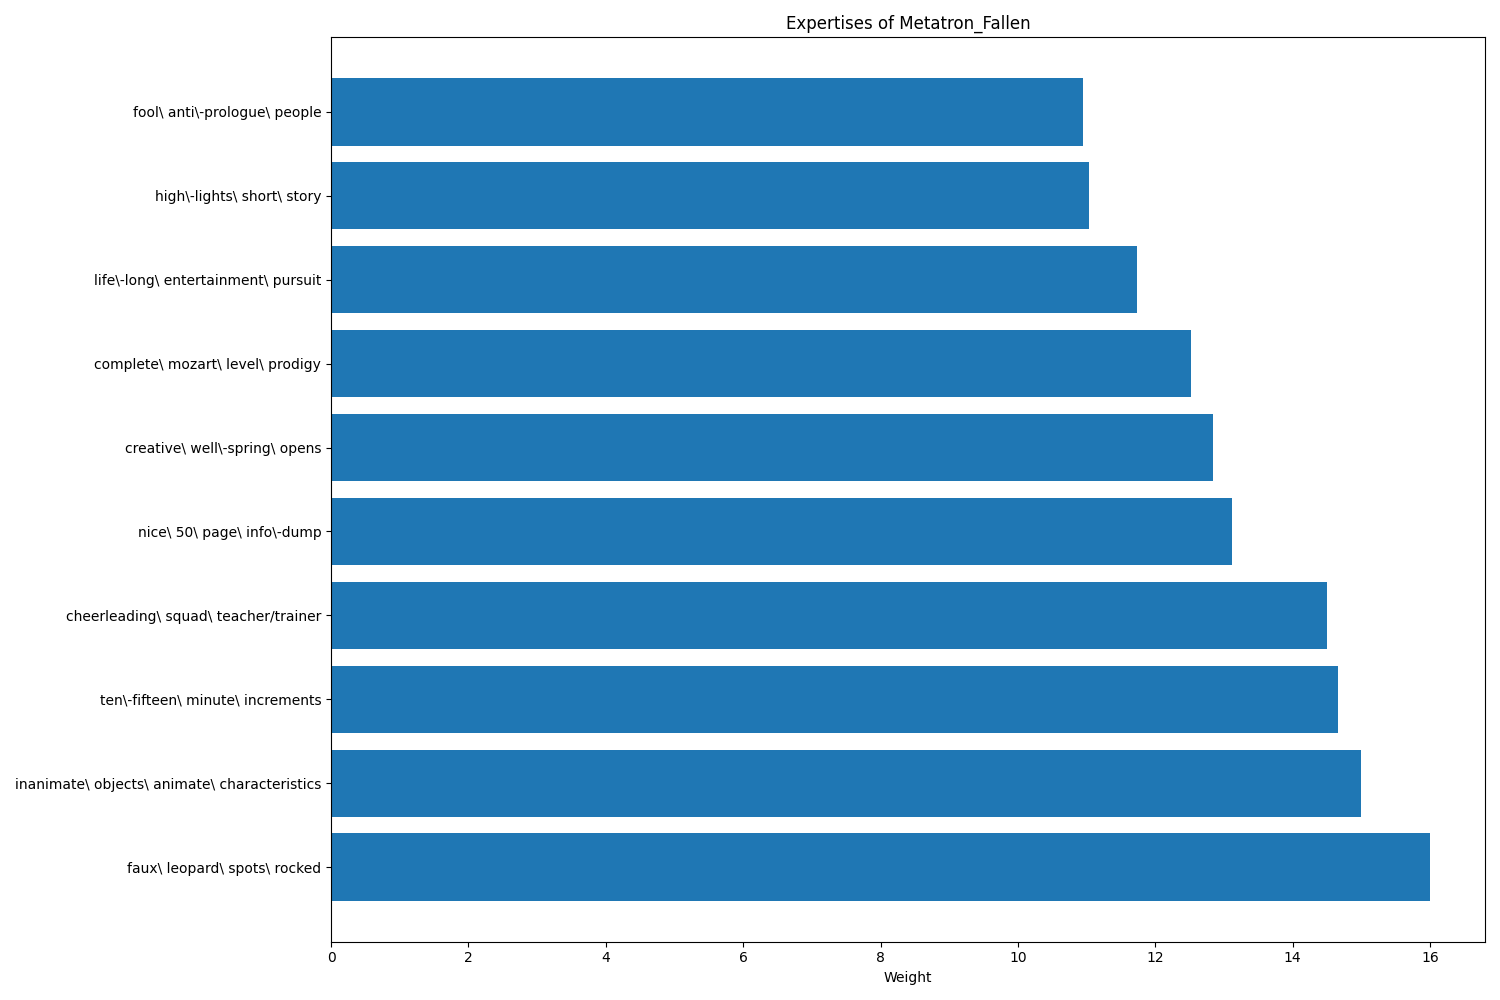 Expertises of Metatron_Fallen
fool\ anti\-prologue\ people
high\-lights\ short\ story
life\-long\ entertainment\ pursuit
complete\ mozart\ level\ prodigy
creative\ well\-spring\ opens
nice\ 50\ page\ info\-dump
cheerleading\ squad\ teacher/trainer
ten\-fifteen\ minute\ increments
inanimate\ objects\ animate\ characteristics
faux\ leopard\ spots\ rocked
0 2 4 6 8 10 12 14 16
Weight